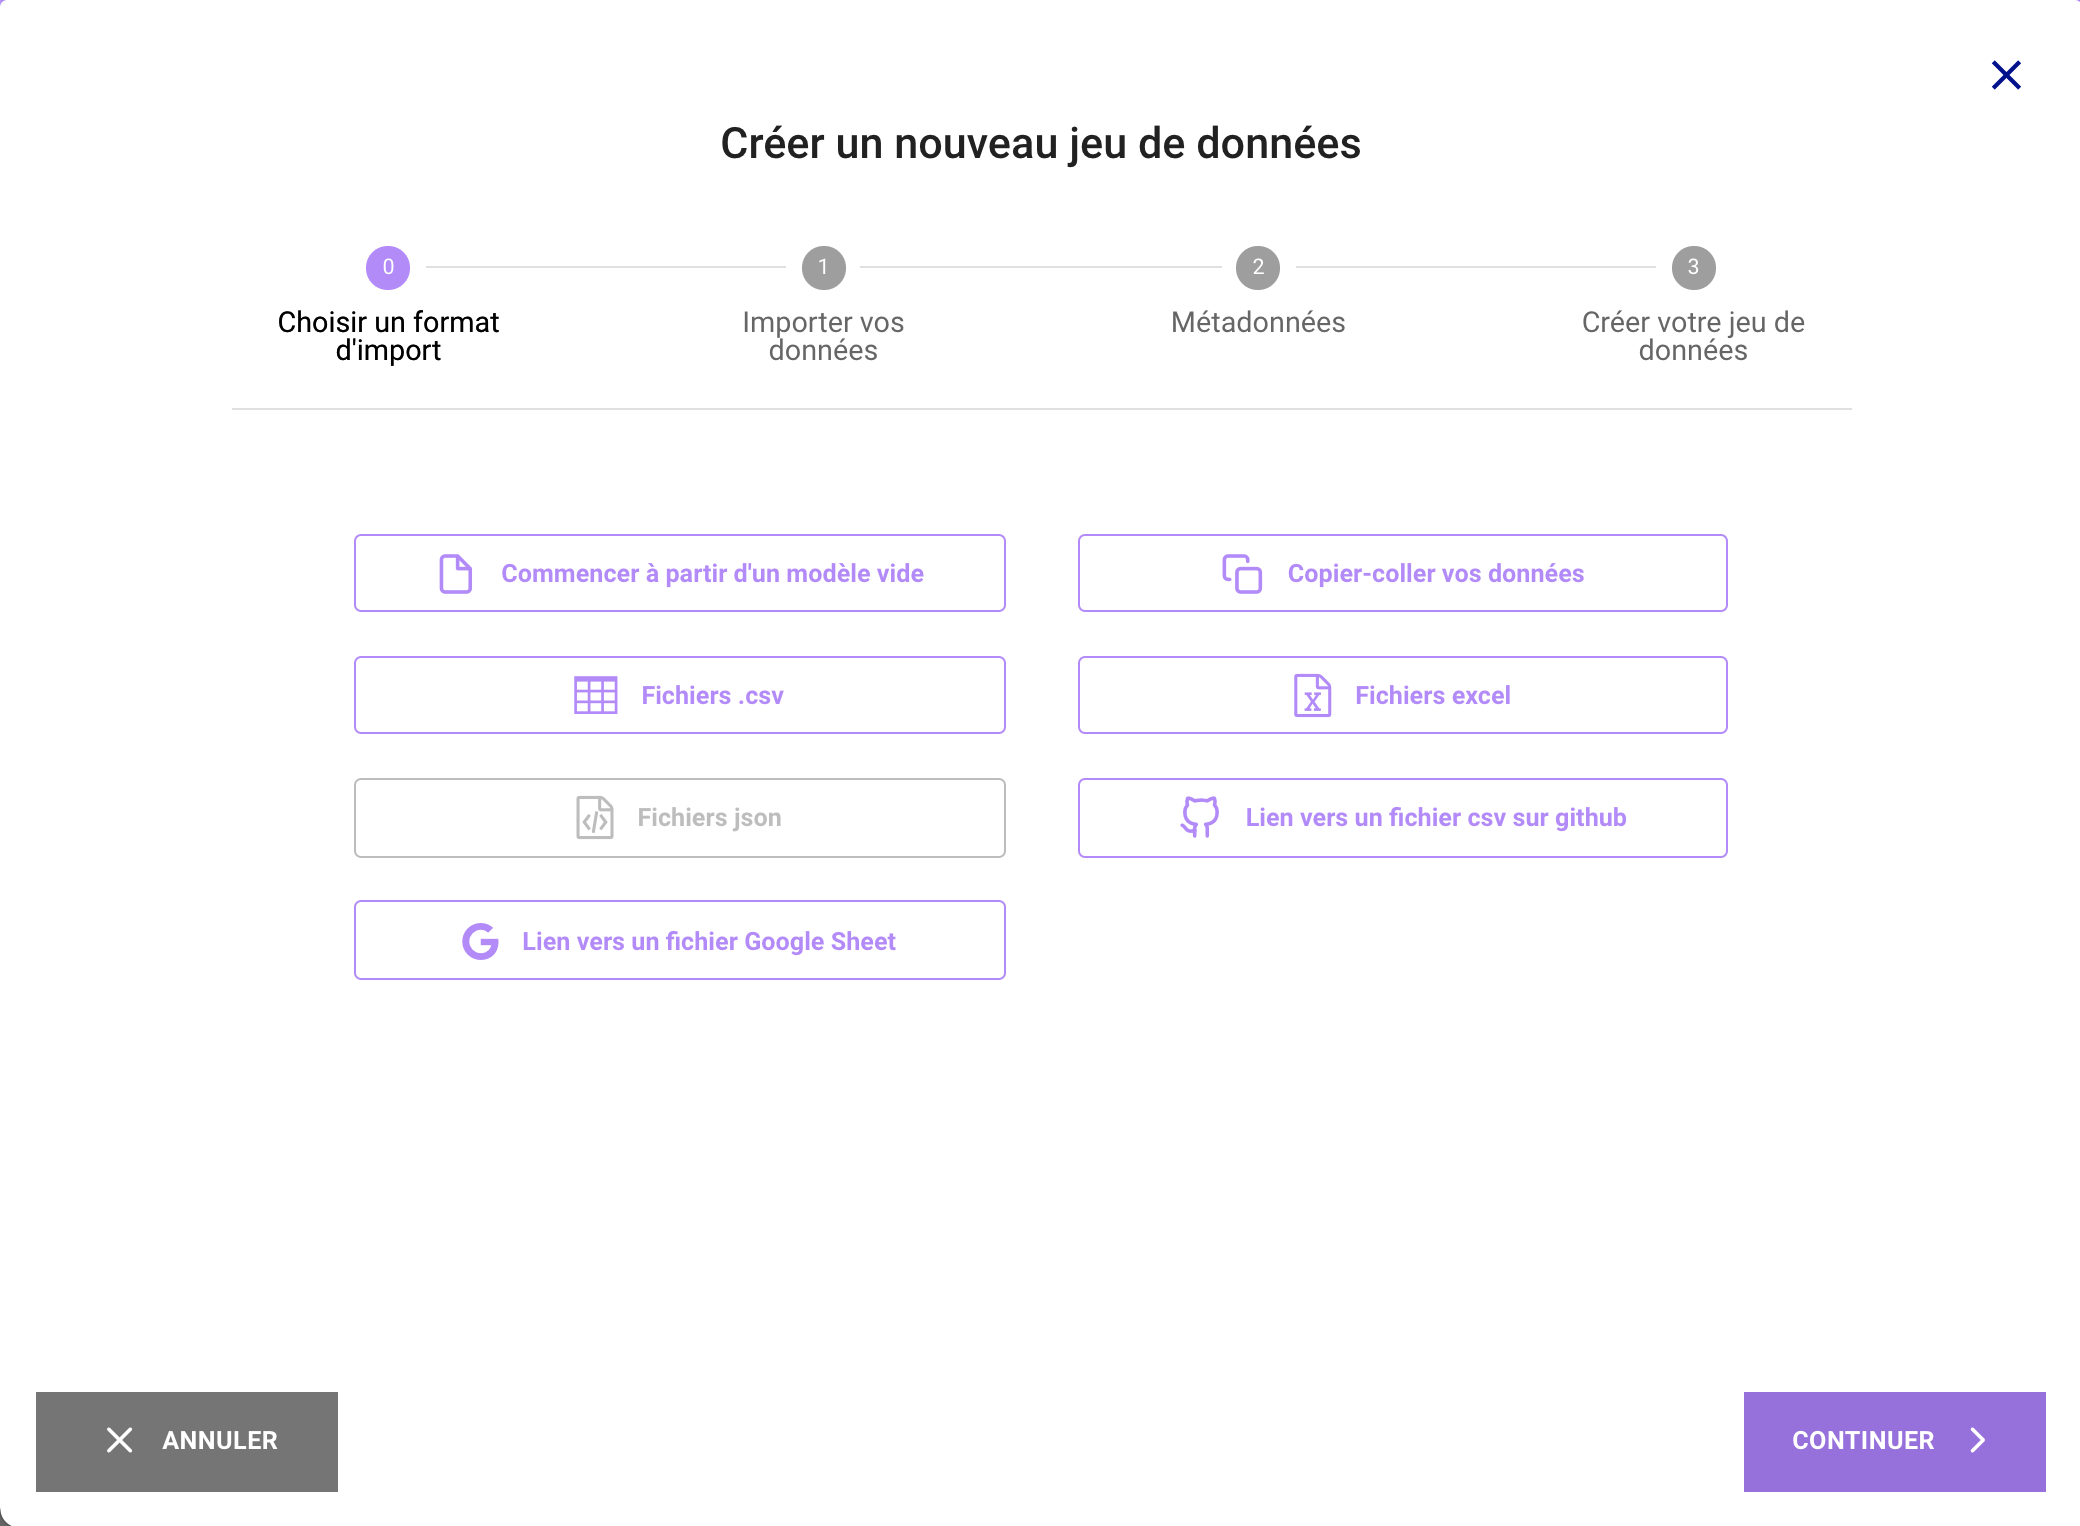 Créer un nouveau jeu de données
0
1
2
3
Choisir un format
d'import
Importer vos
données
Métadonnées
Créer votre jeu de
données
Commencer à partir d'un modèle vide
Copier-coller vos données
Fichiers .csv
Fichiers excel
Fichiers json
Lien vers un fichier csv sur github
Lien vers un fichier Google Sheet
ANNULER
CONTINUER